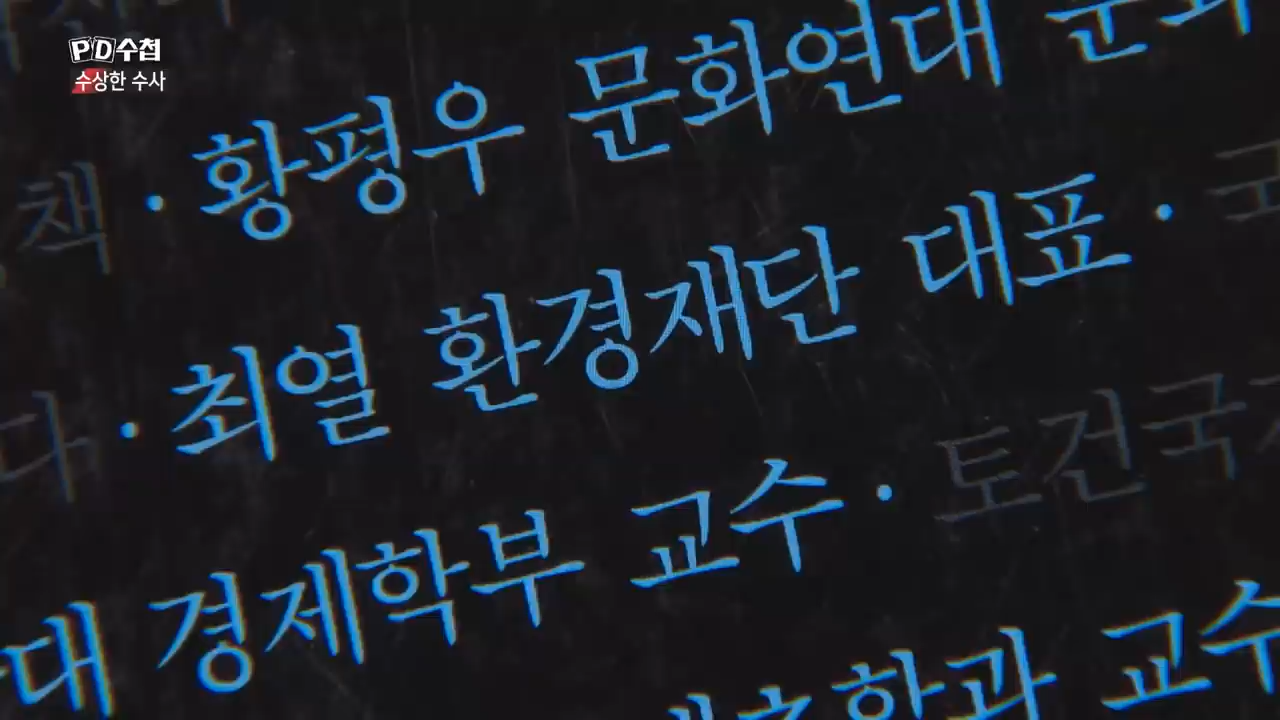 PD수첩
수상한 수사
책 · 황평우 문화연대
다 · 최열 환경재단 대표 ·
대 경제학부 교수 · 토건국
학과 교수